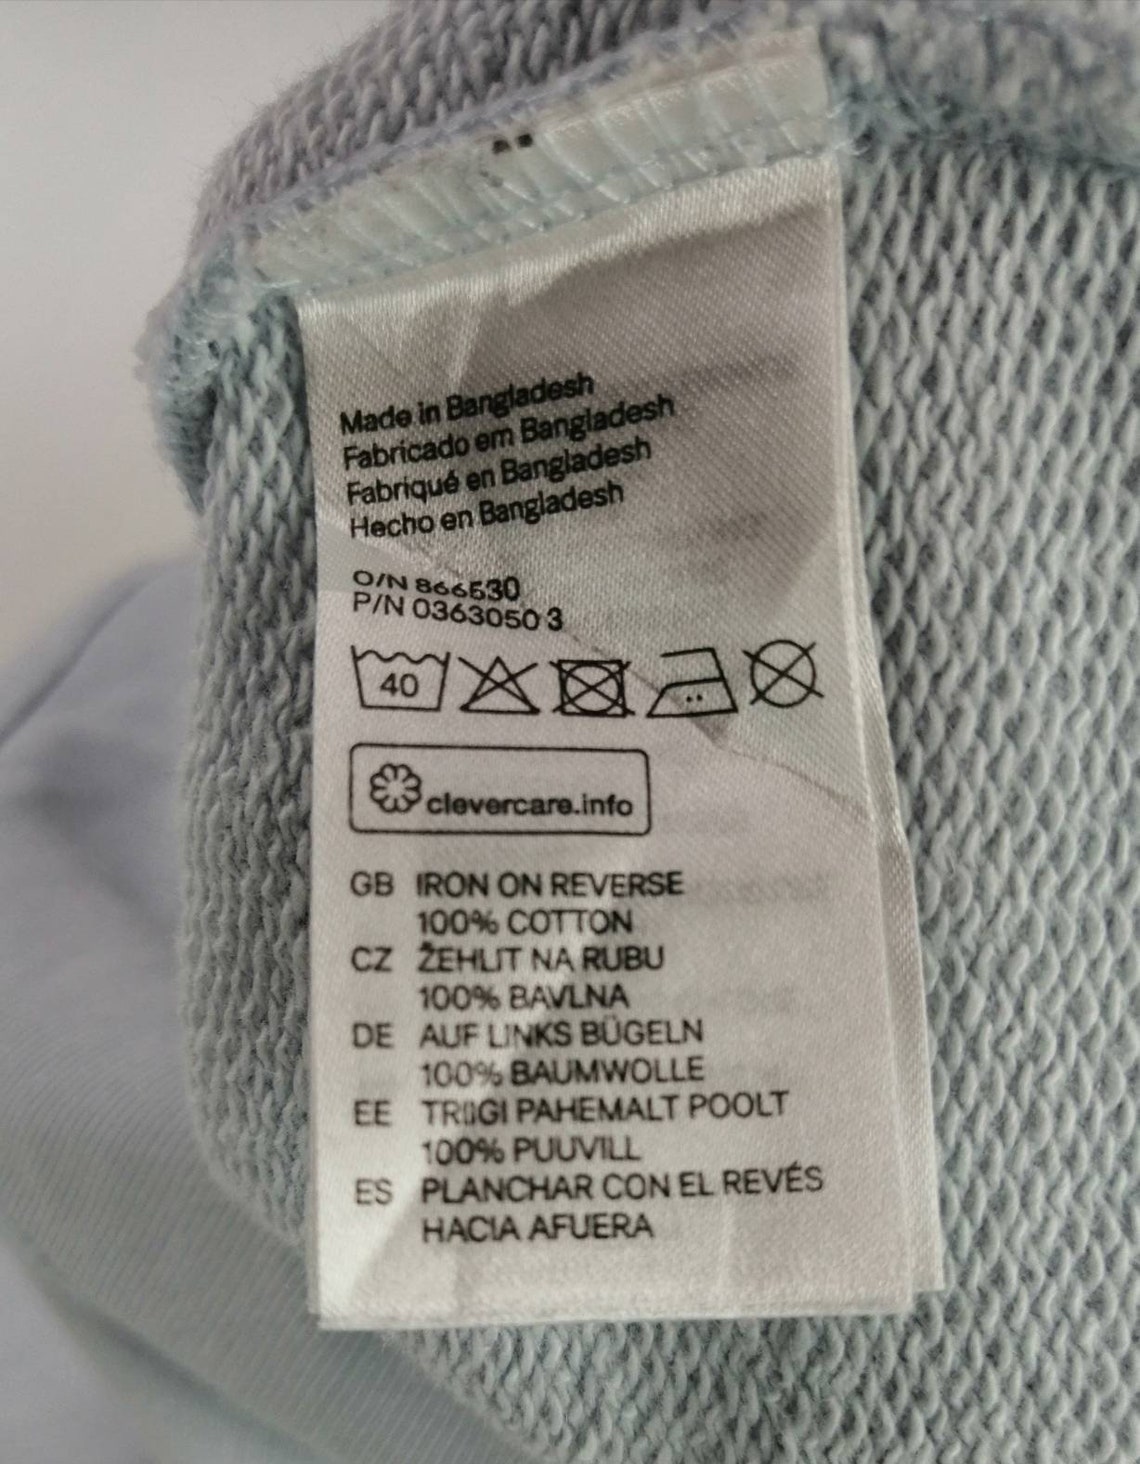 Made in Bangladesh
Fabricado em Bangladesh
Fabriqué en Bangladesh
Hecho en Bangladesh
O/N 866530
P/N 0363050 3
40
clevercare.info
GB IRON ON REVERSE
100% COTTON
CZ ŽEHLIT NA RUBU
100% BAVLNA
DE AUF LINKS BÜGELN
100% BAUMWOLLE
EE TRIIGI PAHEMALT POOLT
100% PUUVILL
ES PLANCHAR CON EL REVÉS
HACIA AFUERA